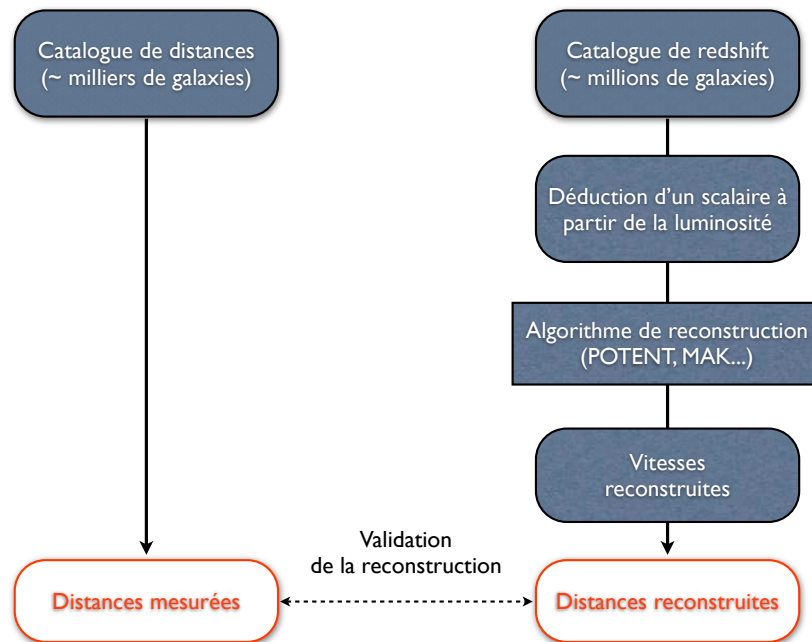 Catalogue de distances
(~ milliers de galaxies)
Catalogue de redshift
(~ millions de galaxies)
Déduction d'un scalaire à
partir de la luminosité
Algorithme de reconstruction
(POTENT, MAK...)
Vitesses
reconstruites
Validation
de la reconstruction
Distances mesurées
Distances reconstruites